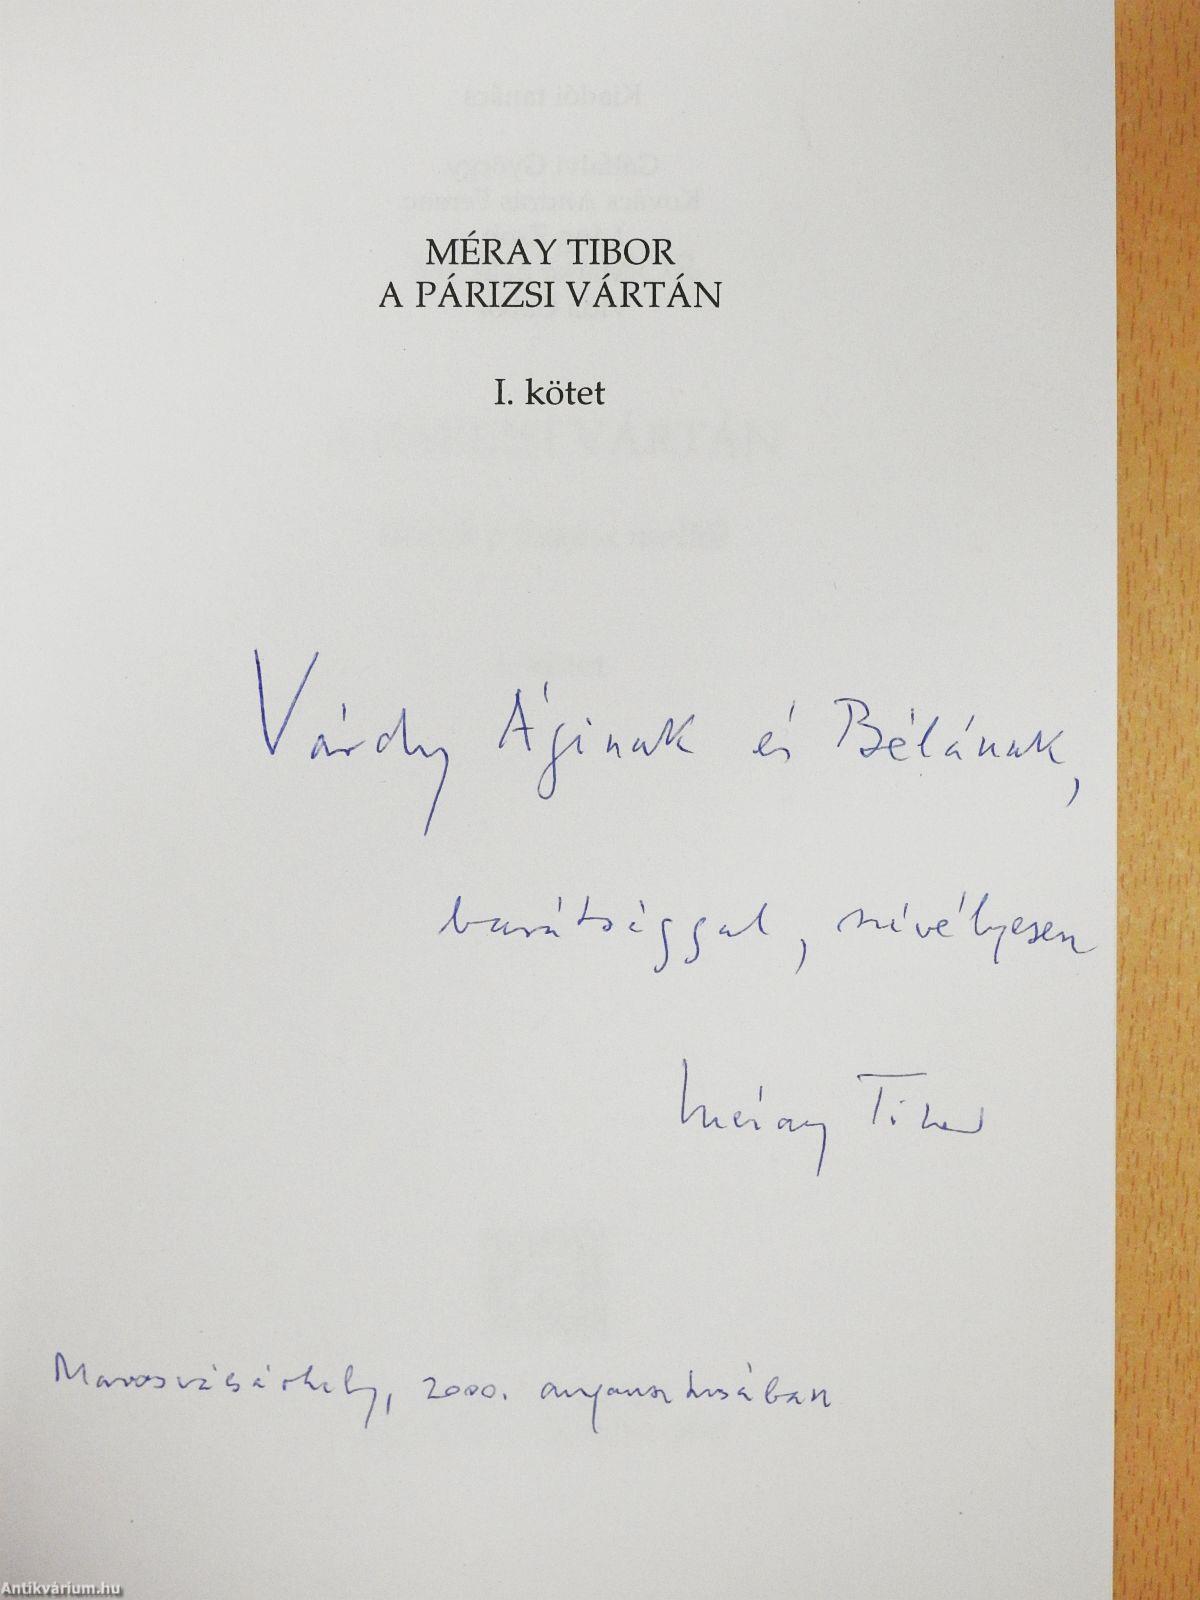 MÉRAY TIBOR
A PÁRIZSI VÁRTÁN
I. kötet
Várdy Áginak és Bélának,
barátsággal, szívélyesen
Méray Tibor
Marosvásárhely, 2000. augusztusában
Antikvárium.hu